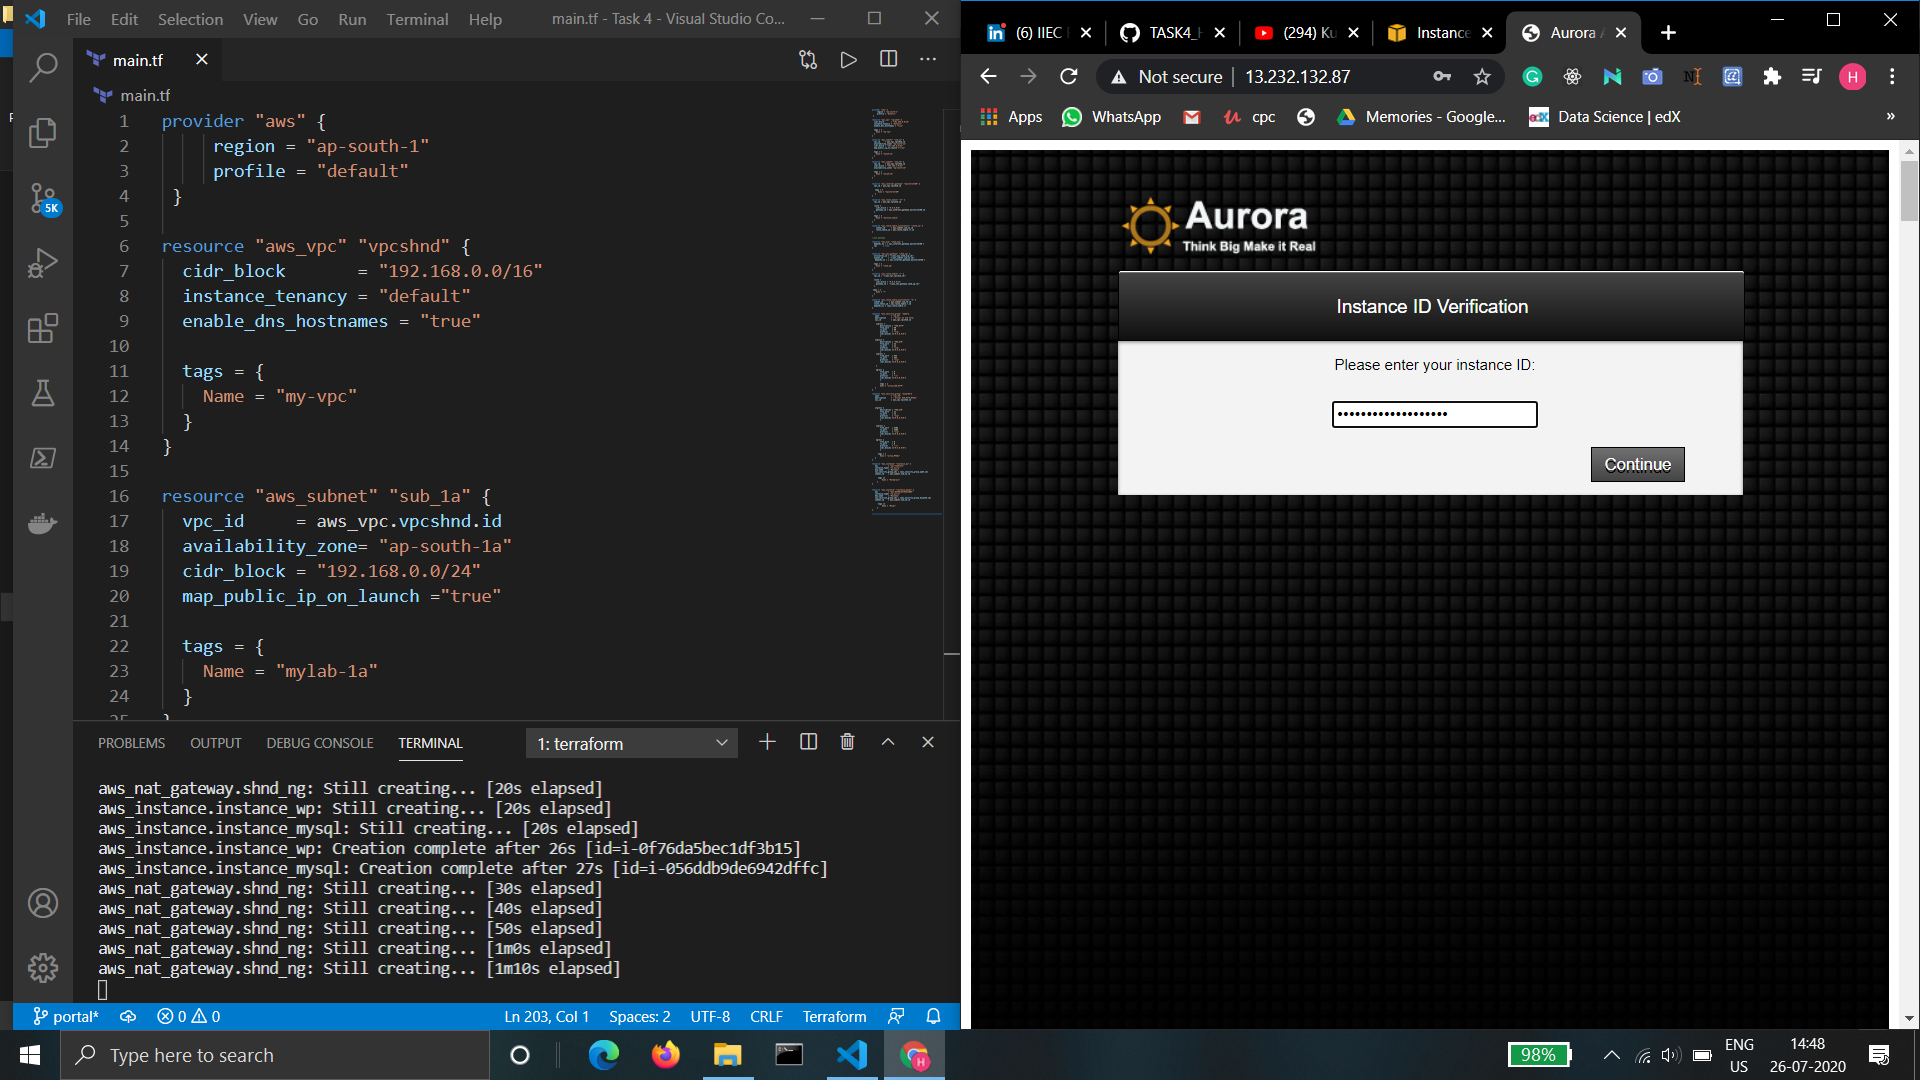 File Edit Selection View Go Run Terminal Help main.tf - Task 4 - Visual Studio Co...
main.tf
main.tf
1 provider "aws" {
2 region = "ap-south-1"
3 profile = "default"
4 }
5
6 resource "aws_vpc" "vpcshnd" {
7 cidr_block = "192.168.0.0/16"
8 instance_tenancy = "default"
9 enable_dns_hostnames = "true"
10
11 tags = {
12 Name = "my-vpc"
13 }
14 }
15
16 resource "aws_subnet" "sub_1a" {
17 vpc_id = aws_vpc.vpcshnd.id
18 availability_zone= "ap-south-1a"
19 cidr_block = "192.168.0.0/24"
20 map_public_ip_on_launch ="true"
21
22 tags = {
23 Name = "mylab-1a"
24 }
25 }
5K
PROBLEMS OUTPUT DEBUG CONSOLE TERMINAL 1: terraform
aws_nat_gateway.shnd_ng: Still creating... [20s elapsed]
aws_instance.instance_wp: Still creating... [20s elapsed]
aws_instance.instance_mysql: Still creating... [20s elapsed]
aws_instance.instance_wp: Creation complete after 26s [id=i-0f76da5bec1df3b15]
aws_instance.instance_mysql: Creation complete after 27s [id=i-056ddb9de6942dffc]
aws_nat_gateway.shnd_ng: Still creating... [30s elapsed]
aws_nat_gateway.shnd_ng: Still creating... [40s elapsed]
aws_nat_gateway.shnd_ng: Still creating... [50s elapsed]
aws_nat_gateway.shnd_ng: Still creating... [1m0s elapsed]
aws_nat_gateway.shnd_ng: Still creating... [1m10s elapsed]
portal* 0 0 Ln 203, Col 1 Spaces: 2 UTF-8 CRLF Terraform
(6) IIEC TASK4_ (294) Ku Instance Aurora
Not secure 13.232.132.87 H
Apps WhatsApp cpc Memories - Google... edX Data Science | edX »
Aurora
Think Big Make it Real
Instance ID Verification
Please enter your instance ID:
•••••••••••••••••••
Continue
Type here to search 98% ENG 14:48
US 26-07-2020